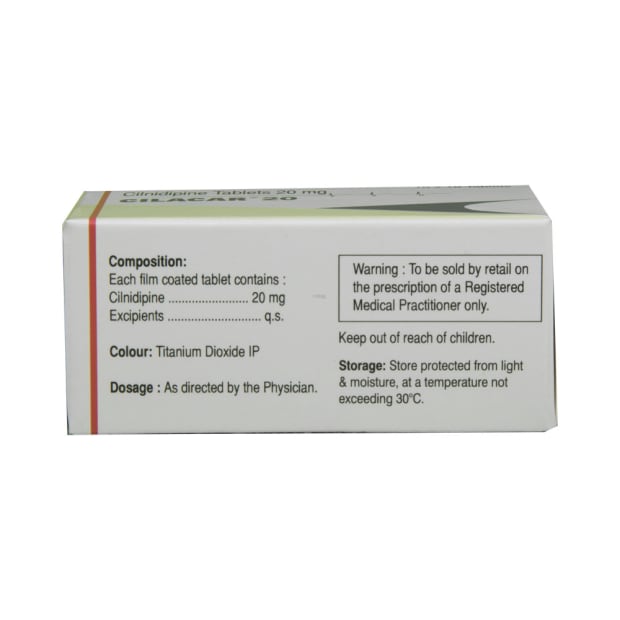 Cilnidipine Tablets 20 mg
CILACAR 20
Composition:
Each film coated tablet contains :
Cilnidipine ........................ 20 mg
Excipients ............................ q.s.
Colour: Titanium Dioxide IP
Dosage : As directed by the Physician.
Warning : To be sold by retail on
the prescription of a Registered
Medical Practitioner only.
Keep out of reach of children.
Storage: Store protected from light
& moisture, at a temperature not
exceeding 30°C.